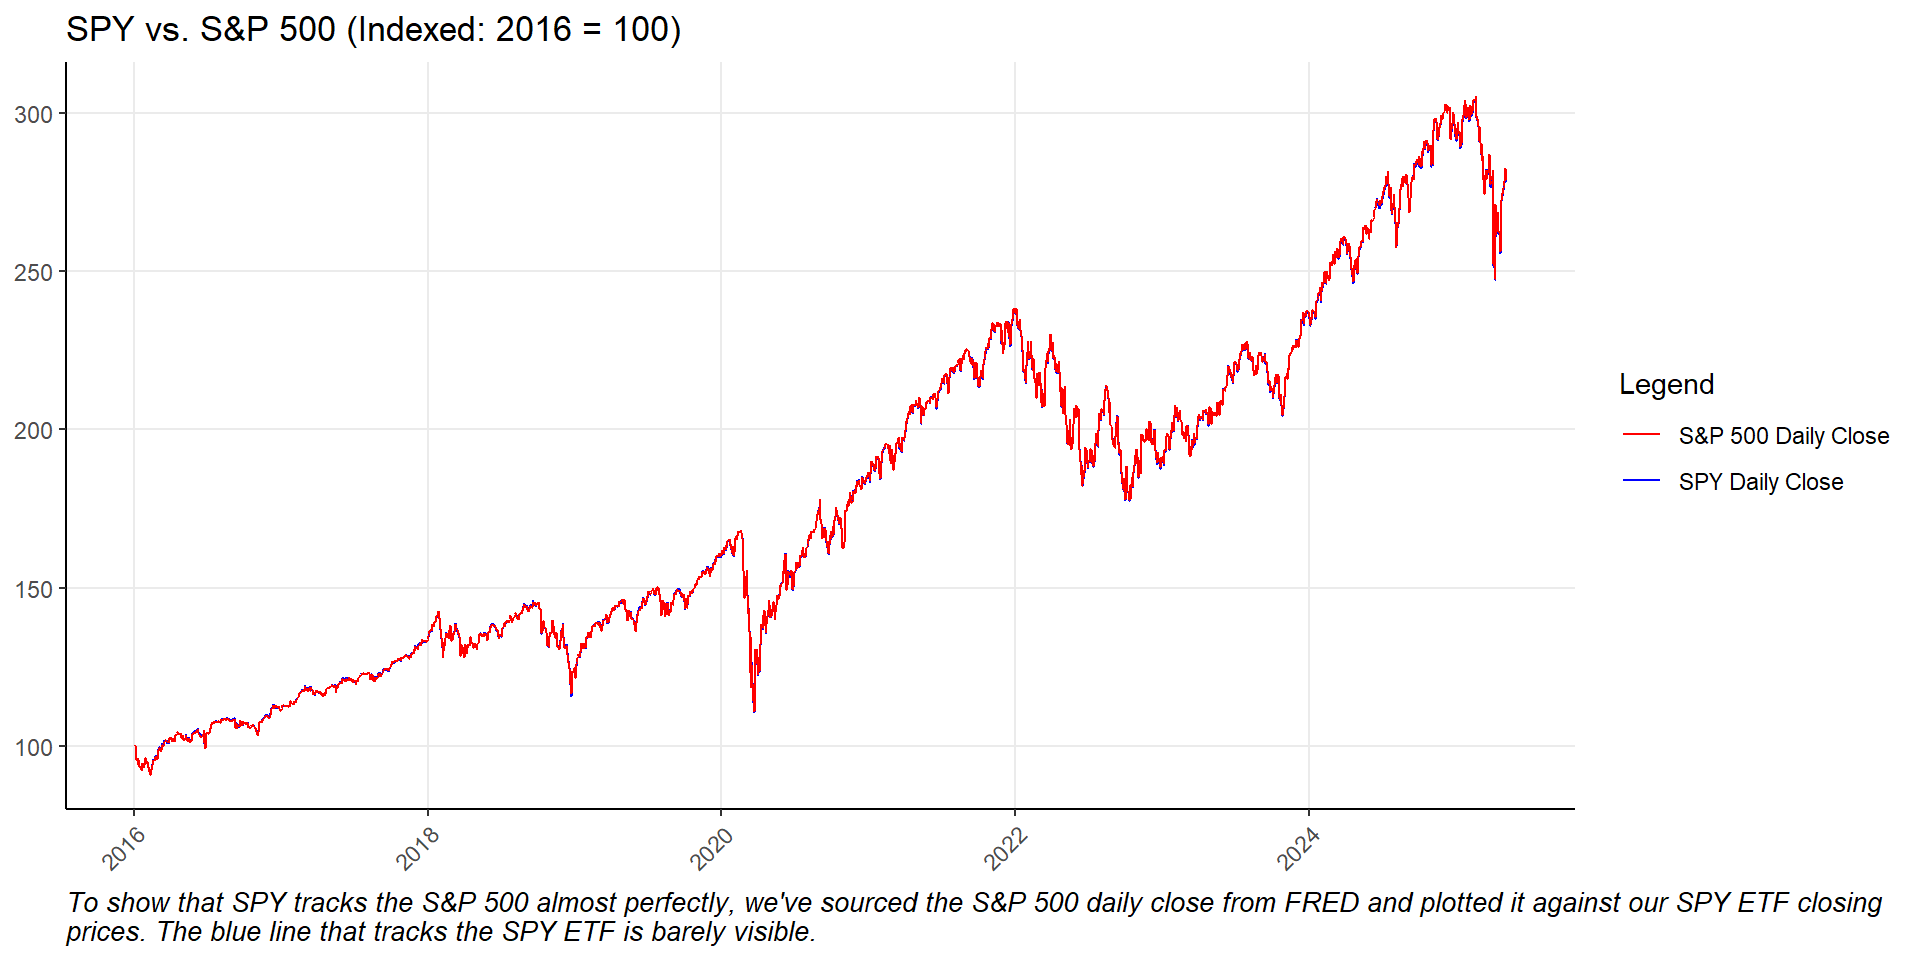 SPY vs. S&P 500 (Indexed: 2016 = 100)
300
250
200
150
100
2016
2018
2020
2022
2024
Legend
S&P 500 Daily Close
SPY Daily Close
To show that SPY tracks the S&P 500 almost perfectly, we've sourced the S&P 500 daily close from FRED and plotted it against our SPY ETF closing
prices. The blue line that tracks the SPY ETF is barely visible.